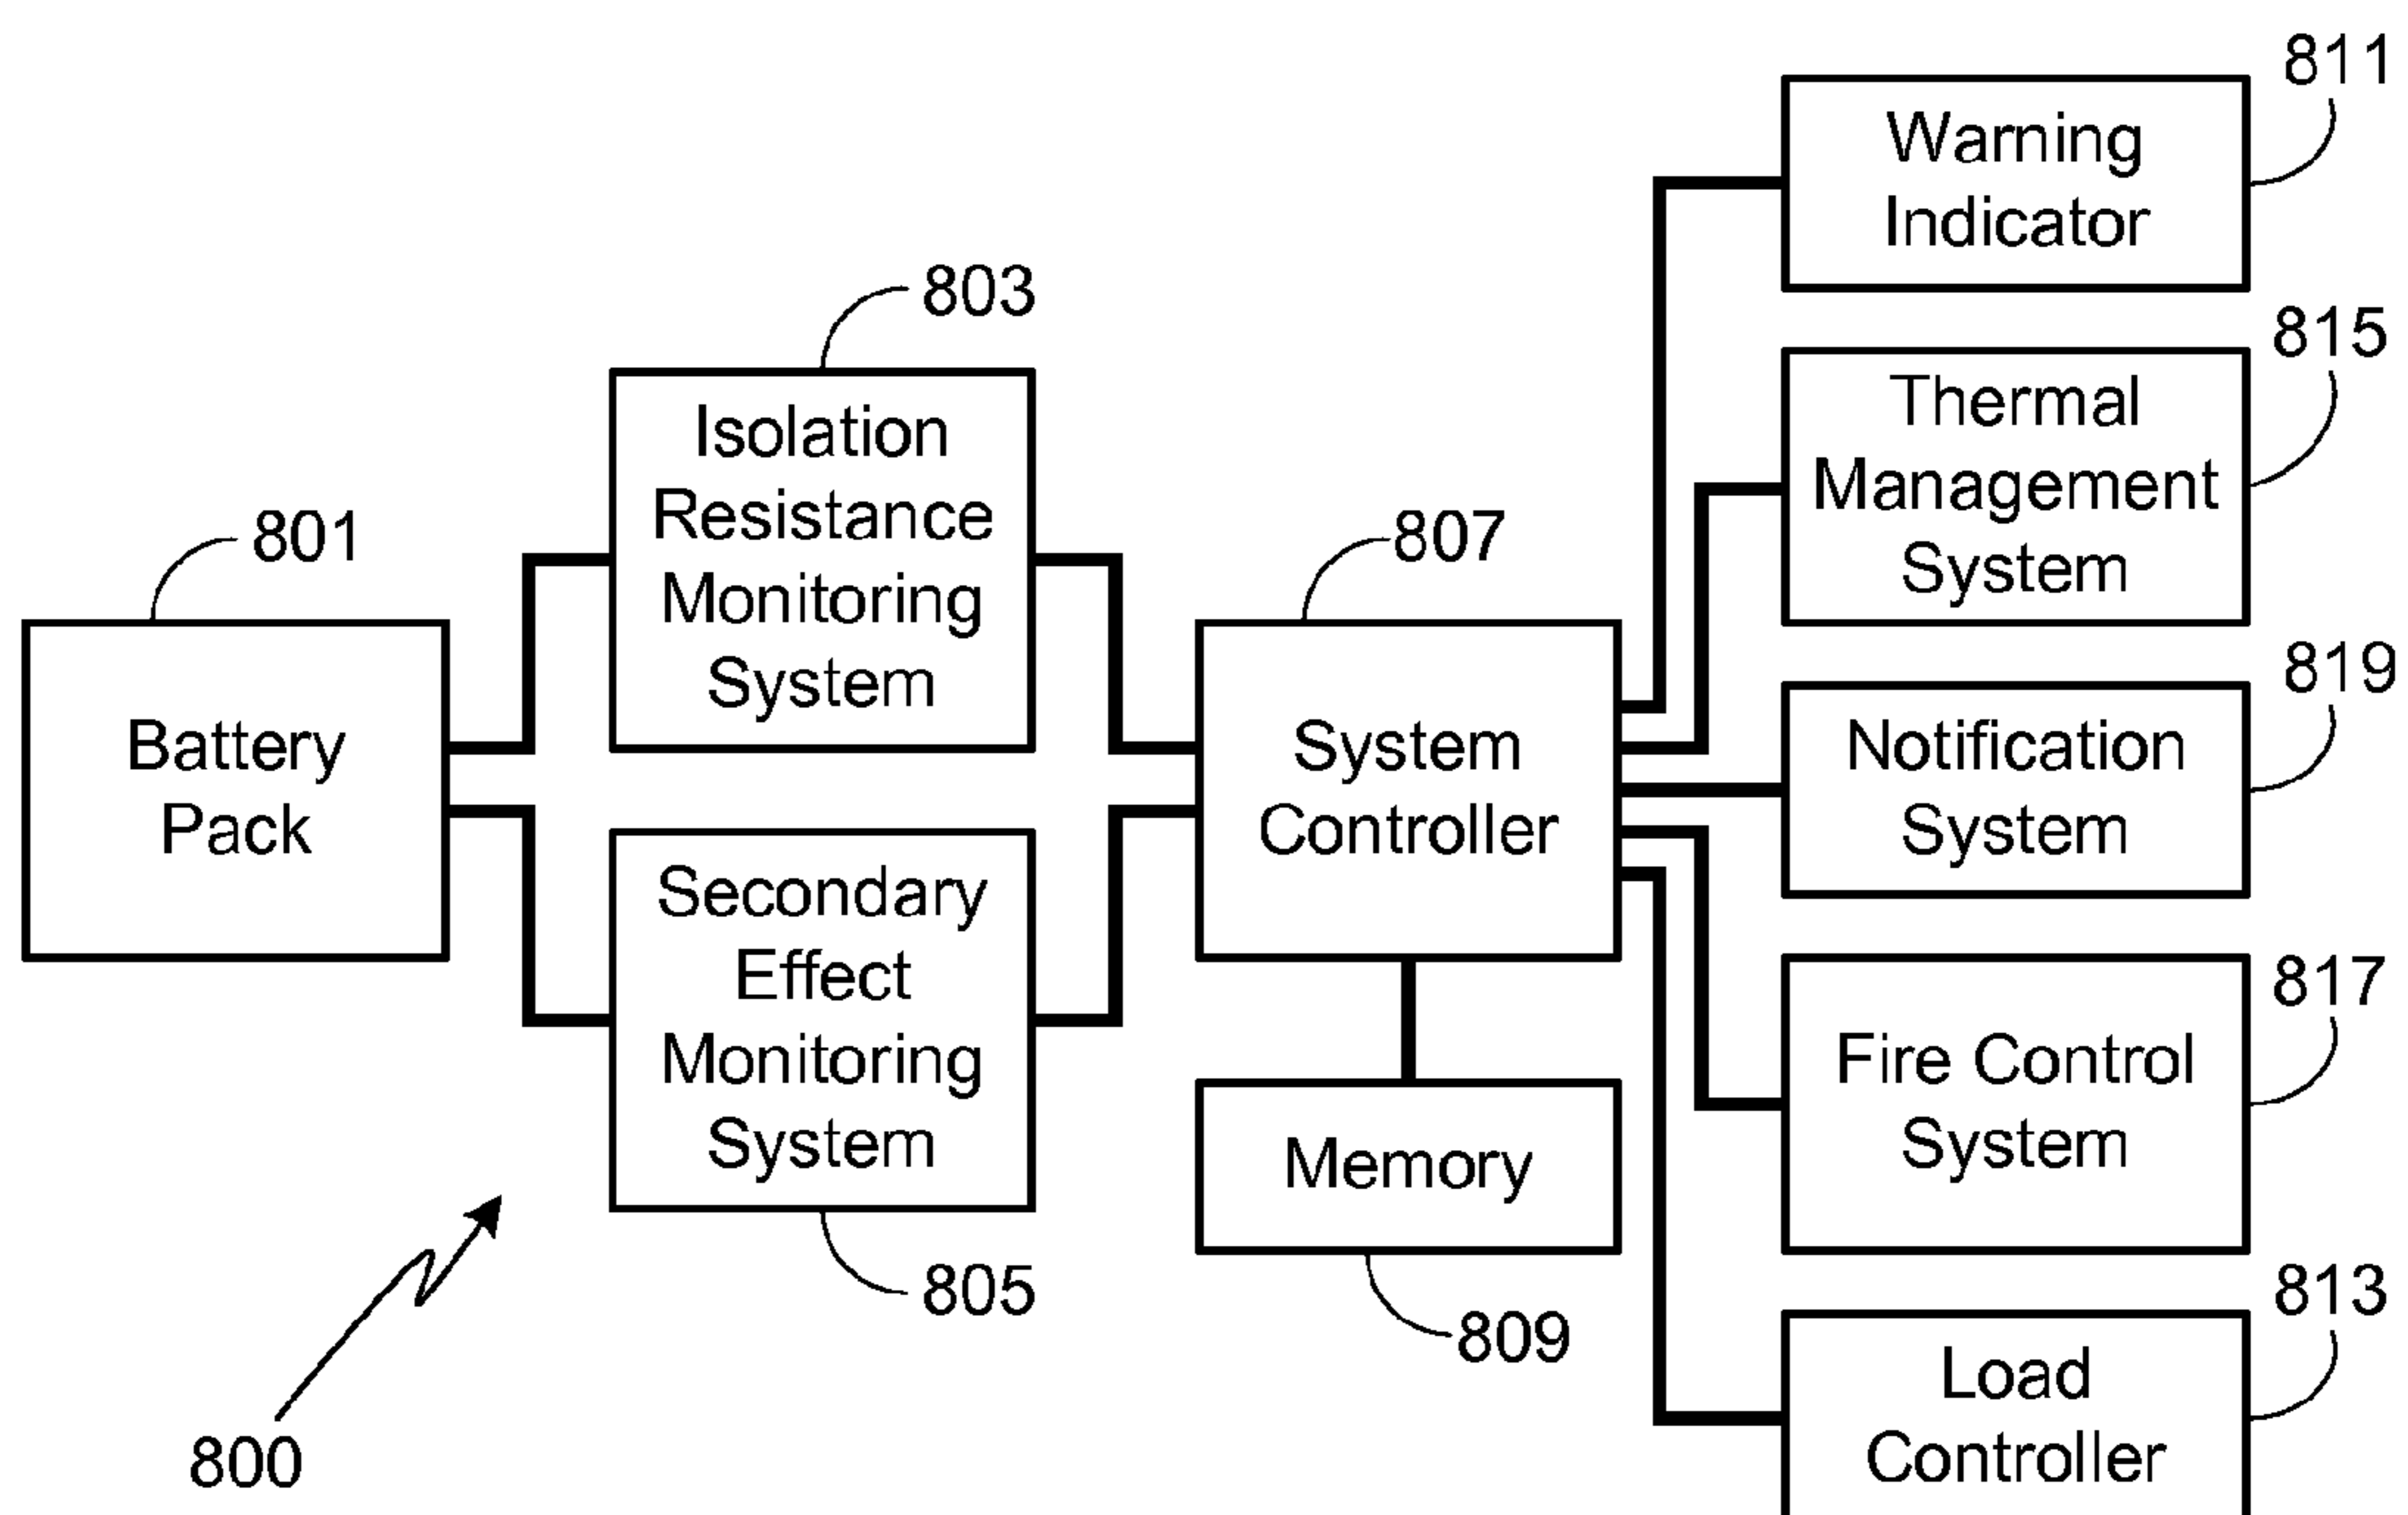 811
Warning
Indicator
803
815
Isolation
Resistance
Monitoring
System
Thermal
Management
System
801
807
819
Battery
Pack
System
Controller
Notification
System
Secondary
Effect
Monitoring
System
817
Fire Control
System
Memory
805
809
813
Load
Controller
800